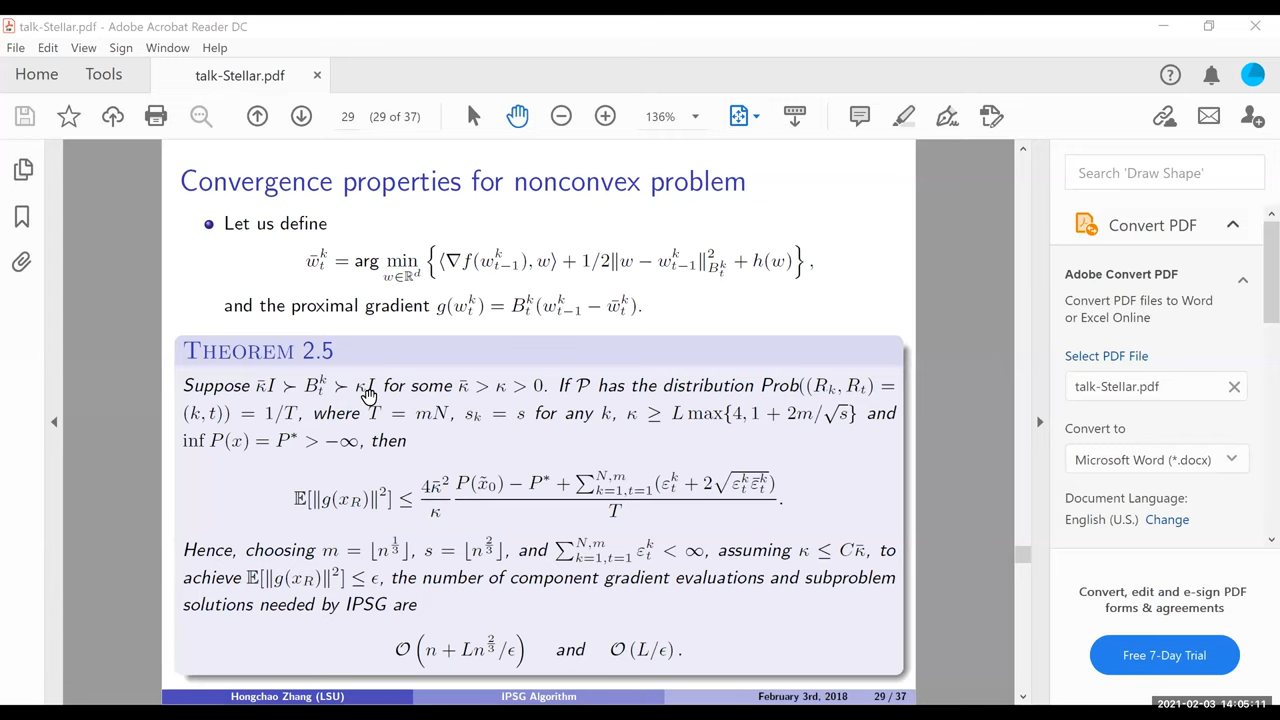 talk-Stellar.pdf - Adobe Acrobat Reader DC
File Edit View Sign Window Help
Home Tools talk-Stellar.pdf ×
29 (29 of 37) 136%
Convergence properties for nonconvex problem
Let us define
w̄_t^k = arg min_{w∈ℝ^d} {⟨∇f(w_{t−1}^k), w⟩ + 1/2‖w − w_{t−1}^k‖²_{B_t^k} + h(w)},
and the proximal gradient g(w_t^k) = B_t^k(w_{t−1}^k − w̄_t^k).
THEOREM 2.5
Suppose κ̄I ≻ B_t^k ≻ κI for some κ̄ > κ > 0. If 𝒫 has the distribution Prob((R_k, R_t) =
(k, t)) = 1/T, where T = mN, s_k = s for any k, κ ≥ L max{4, 1 + 2m/√s} and
inf P(x) = P* > −∞, then
𝔼[‖g(x_R)‖²] ≤ \frac{4κ̄²}{κ} \frac{P(x̃_0) − P* + ∑_{k=1,t=1}^{N,m}(ε_t^k + 2√(ε_t^k ε̄_t^k))}{T}.
Hence, choosing m = ⌊n^{1/3}⌋, s = ⌊n^{2/3}⌋, and ∑_{k=1,t=1}^{N,m} ε_t^k < ∞, assuming κ ≤ Cκ̄, to
achieve 𝔼[‖g(x_R)‖²] ≤ ϵ, the number of component gradient evaluations and subproblem
solutions needed by IPSG are
𝒪(n + Ln^{2/3}/ϵ) and 𝒪(L/ϵ).
Hongchao Zhang (LSU) IPSG Algorithm February 3rd, 2018 29 / 37
Search 'Draw Shape'
Convert PDF
Adobe Convert PDF
Convert PDF files to Word
or Excel Online
Select PDF File
talk-Stellar.pdf
Convert to
Microsoft Word (*.docx)
Document Language:
English (U.S.) Change
Convert, edit and e-sign PDF
forms & agreements
Free 7-Day Trial
2021-02-03 14:05:11